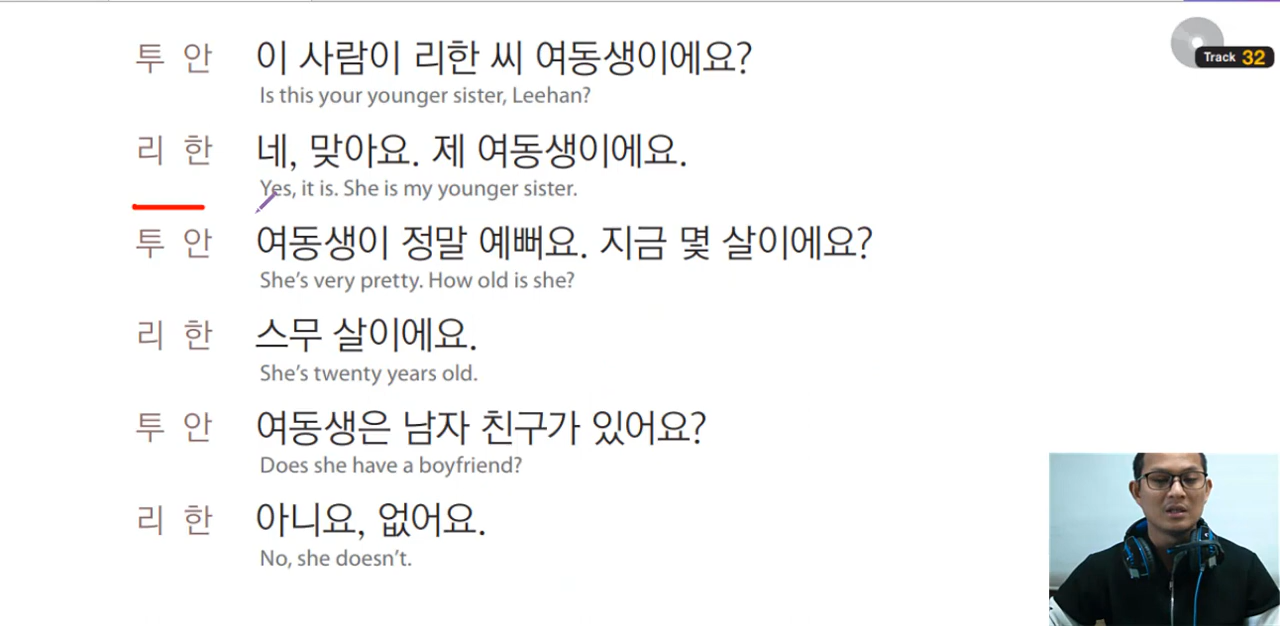 투 안 이 사람이 리한 씨 여동생이에요?
Is this your younger sister, Leehan?
리 한 네, 맞아요. 제 여동생이에요.
Yes, it is. She is my younger sister.
투 안 여동생이 정말 예뻐요. 지금 몇 살이에요?
She's very pretty. How old is she?
리 한 스무 살이에요.
She's twenty years old.
투 안 여동생은 남자 친구가 있어요?
Does she have a boyfriend?
리 한 아니요, 없어요.
No, she doesn't.
Track 32